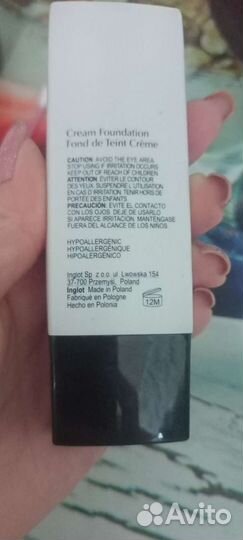 Cream Foundation
Fond de Teint Crème
CAUTION: AVOID THE EYE AREA,
STOP USING IF IRRITATION OCCURS
KEEP OUT OF REACH OF CHILDREN
ATTENTION: ÉVITER LE CONTOUR
DES YEUX. SUSPENDRE L'UTILISATION
EN CAS D'IRRITATION. TENIR HORS DE
PORTÉE DES ENFANTS.
PRECAUCIÓN: EVITE EL CONTACTO
CON LOS OJOS. DEJE DE USARLO
SI APARECE IRRITACIÓN. MANTÉNGASE
FUERA DEL ALCANCE DE LOS NIÑOS.
HYPOALLERGENIC
HYPOALLERGÉNIQUE
HIPOALERGÉNICO
Inglot Sp. z o.o. ul. Lwowska 154
37-700 Przemyśl, Poland
Inglot Made in Poland
Fabriqué en Pologne
Hecho en Polonia
12M
Avito